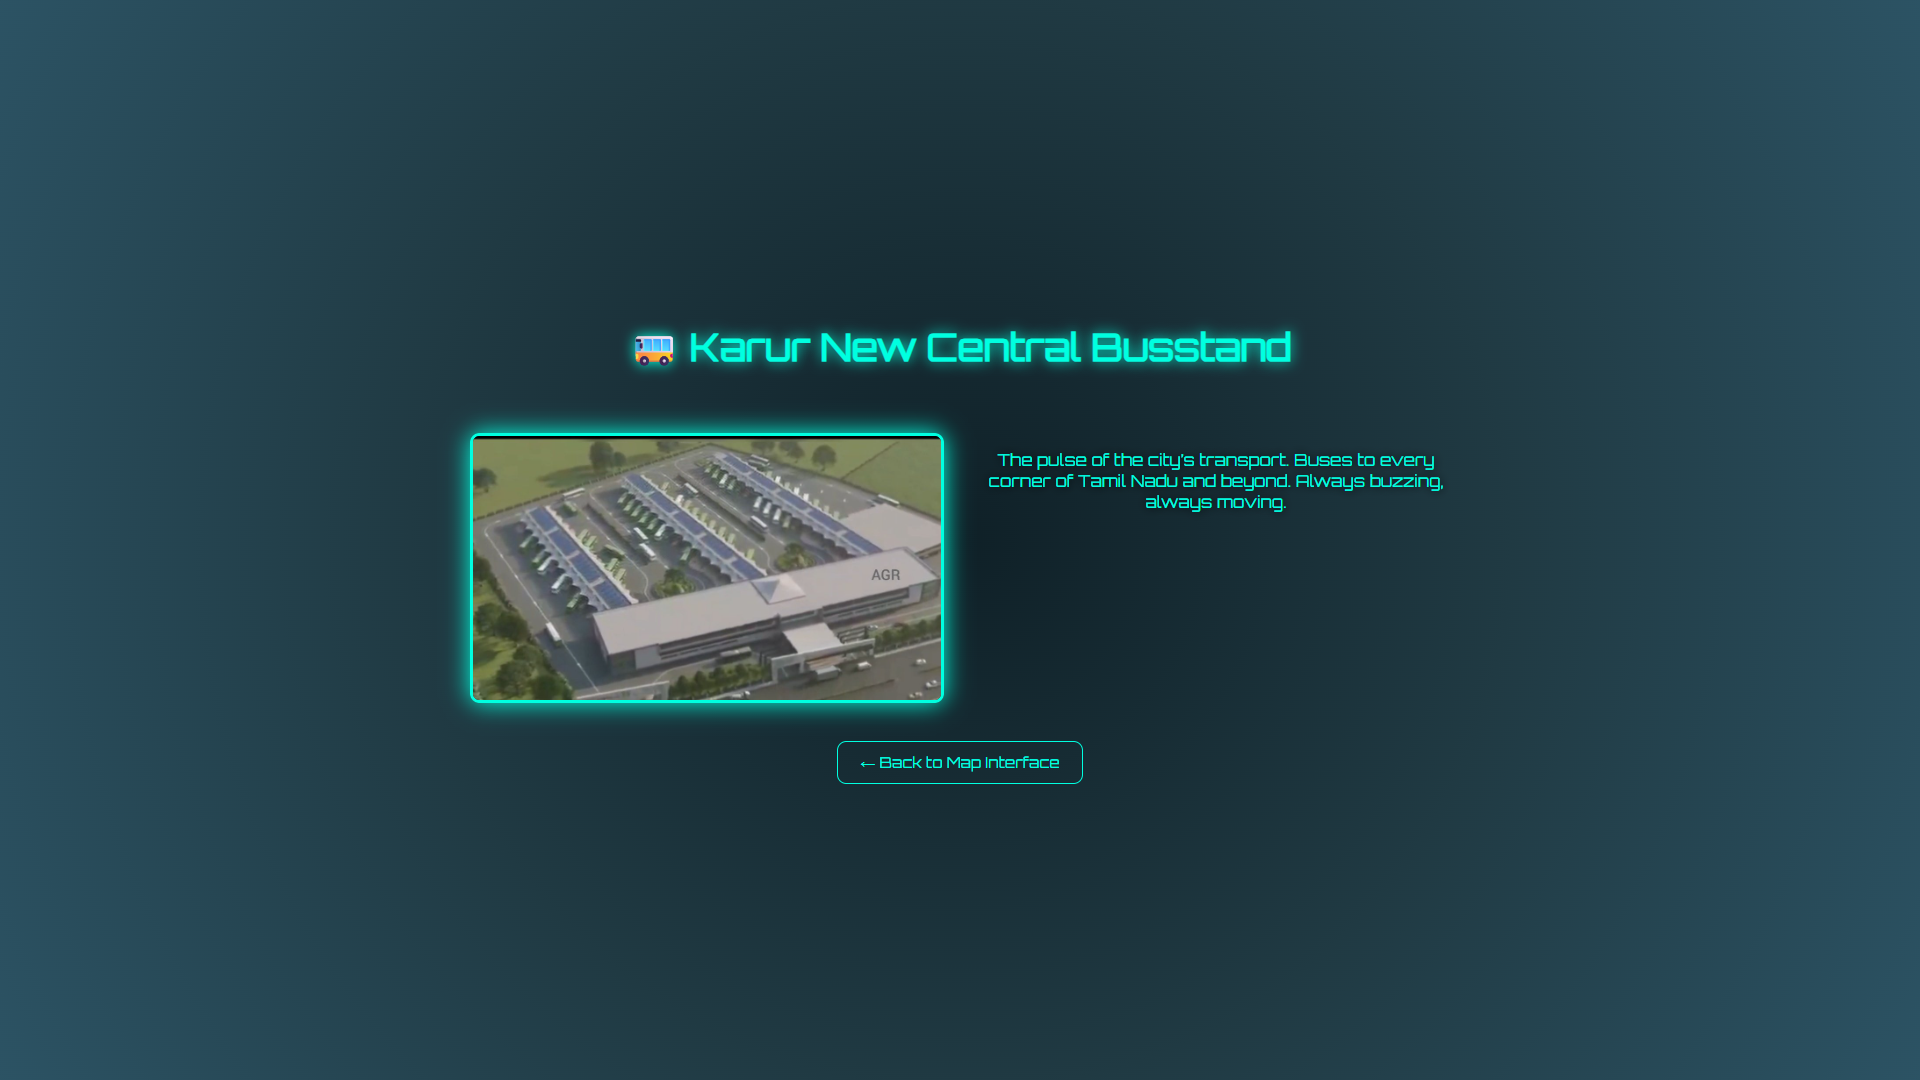 🚌 Karur New Central Busstand
AGR
The pulse of the city's transport. Buses to every
corner of Tamil Nadu and beyond. Always buzzing,
always moving.
← Back to Map Interface